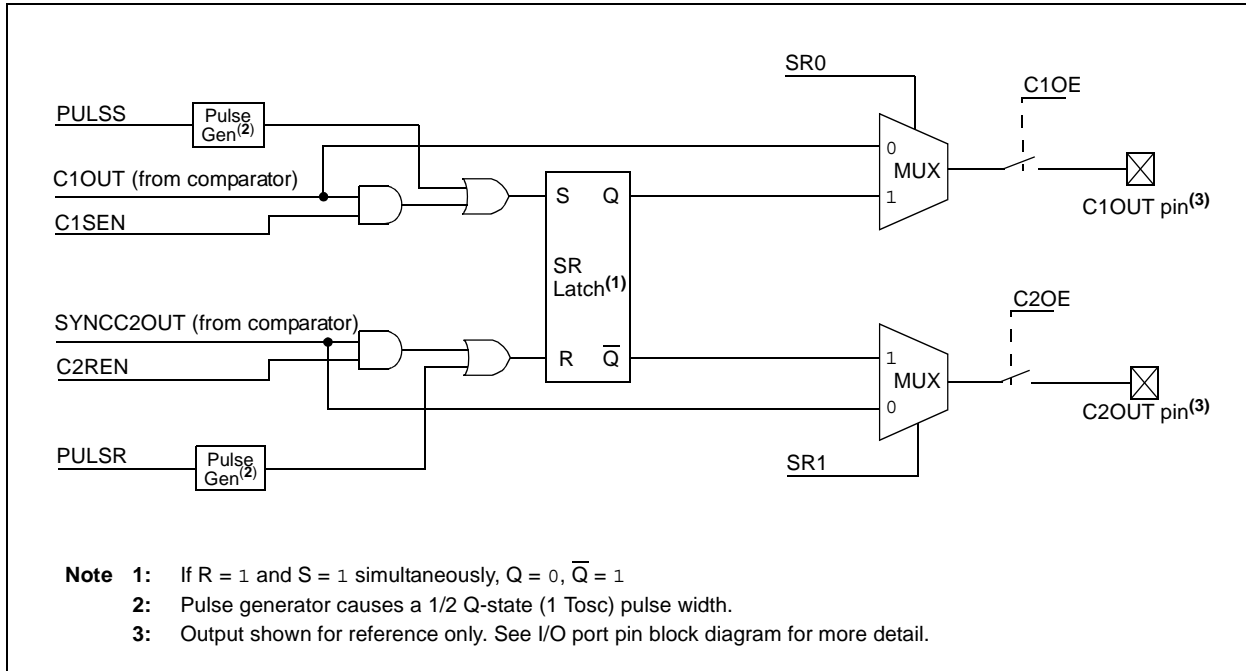 SR0
C1OE
PULSS
Pulse
Gen(2)
0
MUX
C1OUT (from comparator)
S Q
1
C1OUT pin(3)
C1SEN
SR
Latch(1)
C2OE
SYNCC2OUT (from comparator)
R Q̅
1
MUX
C2REN
0
C2OUT pin(3)
PULSR
Pulse
Gen(2)
SR1
Note 1: If R = 1 and S = 1 simultaneously, Q = 0, Q̅ = 1
2: Pulse generator causes a 1/2 Q-state (1 Tosc) pulse width.
3: Output shown for reference only. See I/O port pin block diagram for more detail.